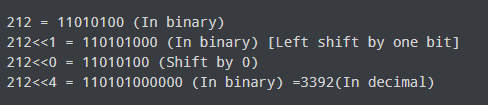 212 = 11010100 (In binary)
212<<1 = 110101000 (In binary) [Left shift by one bit]
212<<0 = 11010100 (Shift by 0)
212<<4 = 110101000000 (In binary) =3392(In decimal)